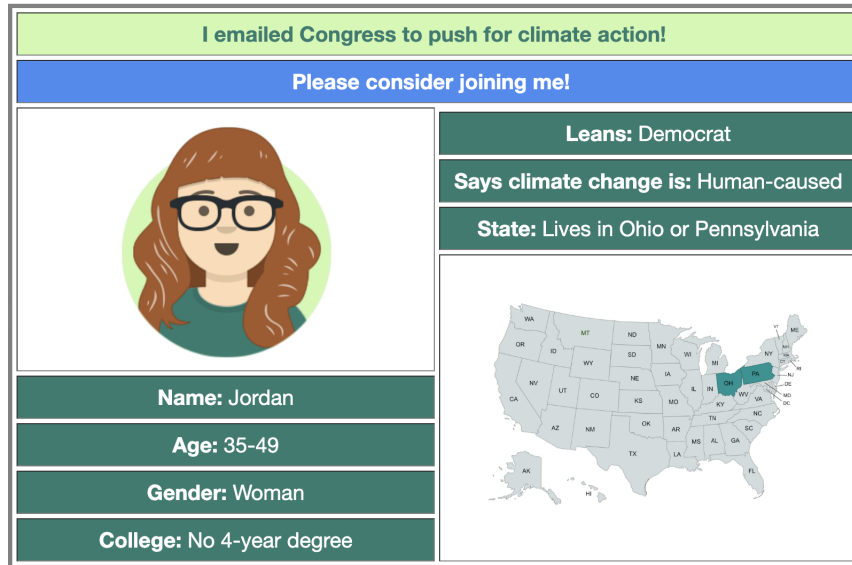 I emailed Congress to push for climate action!
Please consider joining me!
Leans: Democrat
Says climate change is: Human-caused
State: Lives in Ohio or Pennsylvania
Name: Jordan
Age: 35-49
Gender: Woman
College: No 4-year degree
WA
MT
ND
MN
VT
ME
OR
ID
SD
WI
MI
NY
WY
IA
PA
RI
NJ
NV
NE
IL
IN
OH
DE
CA
UT
CO
KS
MO
KY
WV
VA
MD
DC
AZ
NM
OK
AR
TN
NC
SC
TX
LA
MS
AL
GA
AK
HI
FL